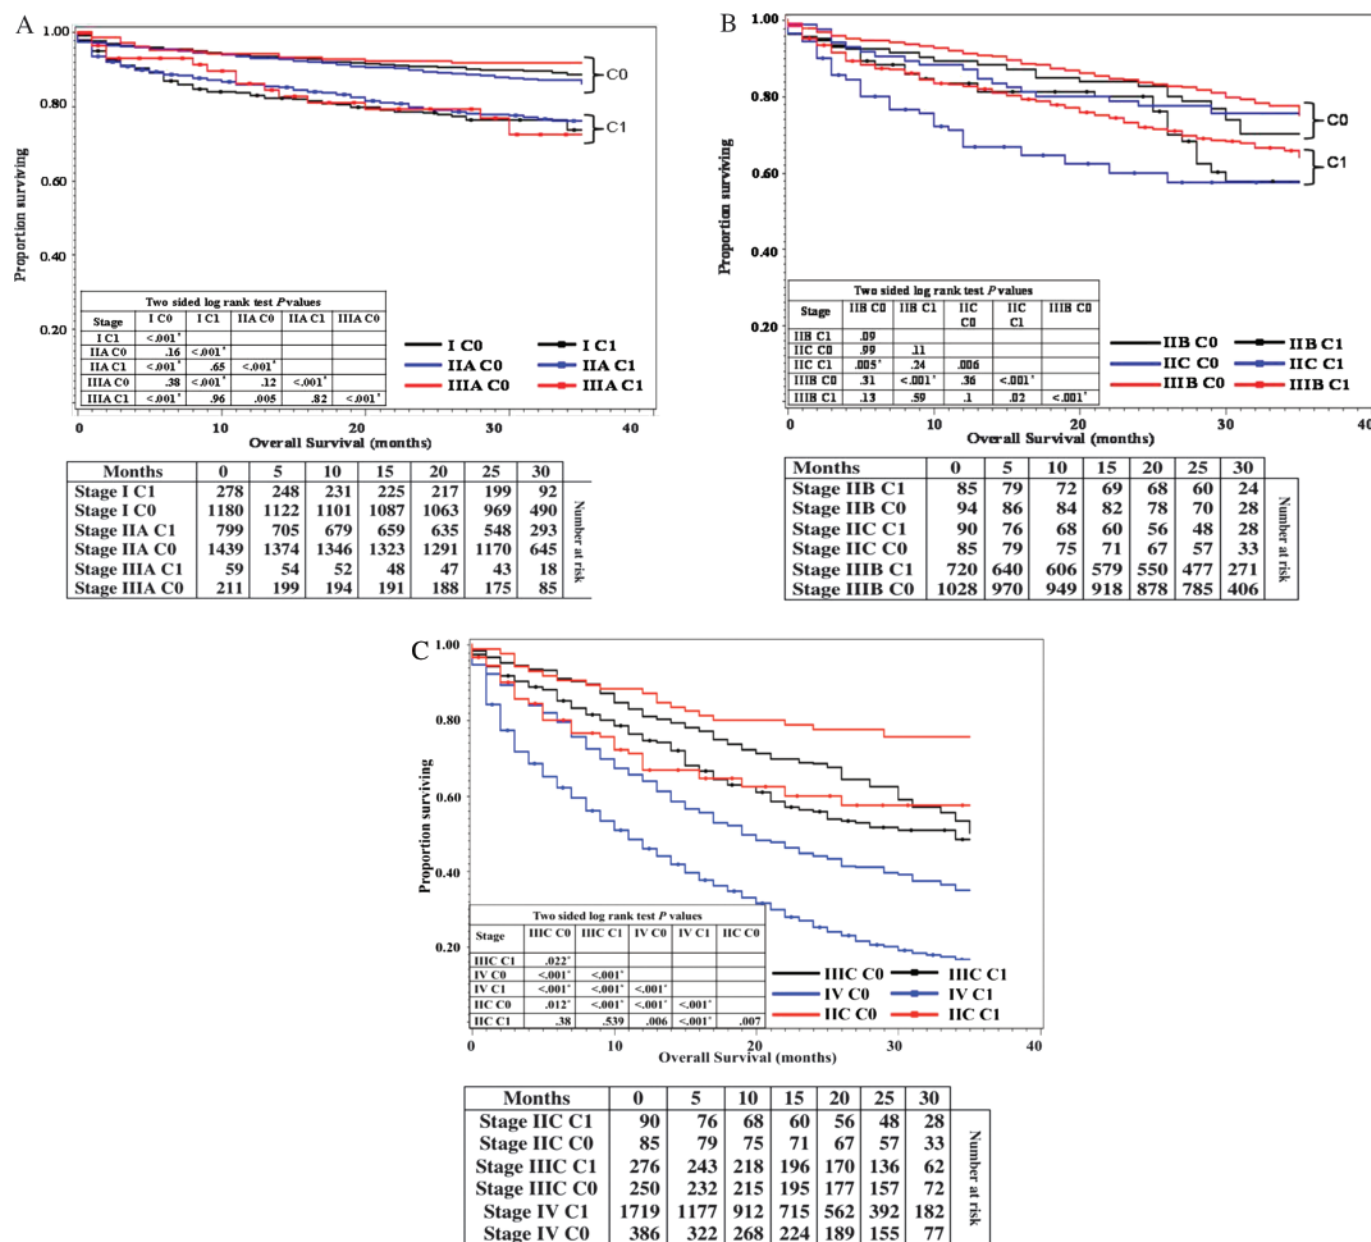 A
1.00
0.80
0.60
0.40
0.20
Proportion surviving
C0
C1
Two sided log rank test P values
Stage I C0 I C1 IIA C0 IIA C1 IIIA C0
I C1 <.001*
IIA C0 .16 <.001*
IIA C1 <.001* .65 <.001*
IIIA C0 .38 <.001* .12 <.001*
IIIA C1 <.001* .96 .005 .82 <.001*
I C0 I C1
IIA C0 IIA C1
IIIA C0 IIIA C1
0 10 20 30 40
Overall Survival (months)
Months 0 5 10 15 20 25 30
Stage I C1 278 248 231 225 217 199 92
Stage I C0 1180 1122 1101 1087 1063 969 490
Stage IIA C1 799 705 679 659 635 548 293
Stage IIA C0 1439 1374 1346 1323 1291 1170 645
Stage IIIA C1 59 54 52 48 47 43 18
Stage IIIA C0 211 199 194 191 188 175 85
Number at risk
B
1.00
0.80
0.60
0.40
0.20
Proportion surviving
C0
C1
Two sided log rank test P values
Stage IIB C0 IIB C1 IIC C0 IIC C1 IIIB C0
IIB C1 .09
IIC C0 .99 .11
IIC C1 .005* .24 .006
IIIB C0 .31 <.001* .36 <.001*
IIIB C1 .13 .59 .1 .02 <.001*
IIB C0 IIB C1
IIC C0 IIC C1
IIIB C0 IIIB C1
0 10 20 30 40
Overall Survival (months)
Months 0 5 10 15 20 25 30
Stage IIB C1 85 79 72 69 68 60 24
Stage IIB C0 94 86 84 82 78 70 28
Stage IIC C1 90 76 68 60 56 48 28
Stage IIC C0 85 79 75 71 67 57 33
Stage IIIB C1 720 640 606 579 550 477 271
Stage IIIB C0 1028 970 949 918 878 785 406
Number at risk
C
1.00
0.80
0.60
0.40
0.20
Proportion surviving
Two sided log rank test P values
Stage IIIC C0 IIIC C1 IV C0 IV C1 IIC C0
IIIC C1 .022*
IV C0 <.001* <.001*
IV C1 <.001* <.001* <.001*
IIC C0 .012* <.001* <.001* <.001*
IIC C1 .38 .539 .006 <.001* .007
IIIC C0 IIIC C1
IV C0 IV C1
IIC C0 IIC C1
0 10 20 30 40
Overall Survival (months)
Months 0 5 10 15 20 25 30
Stage IIC C1 90 76 68 60 56 48 28
Stage IIC C0 85 79 75 71 67 57 33
Stage IIIC C1 276 243 218 196 170 136 62
Stage IIIC C0 250 232 215 195 177 157 72
Stage IV C1 1719 1177 912 715 562 392 182
Stage IV C0 386 322 268 224 189 155 77
Number at risk